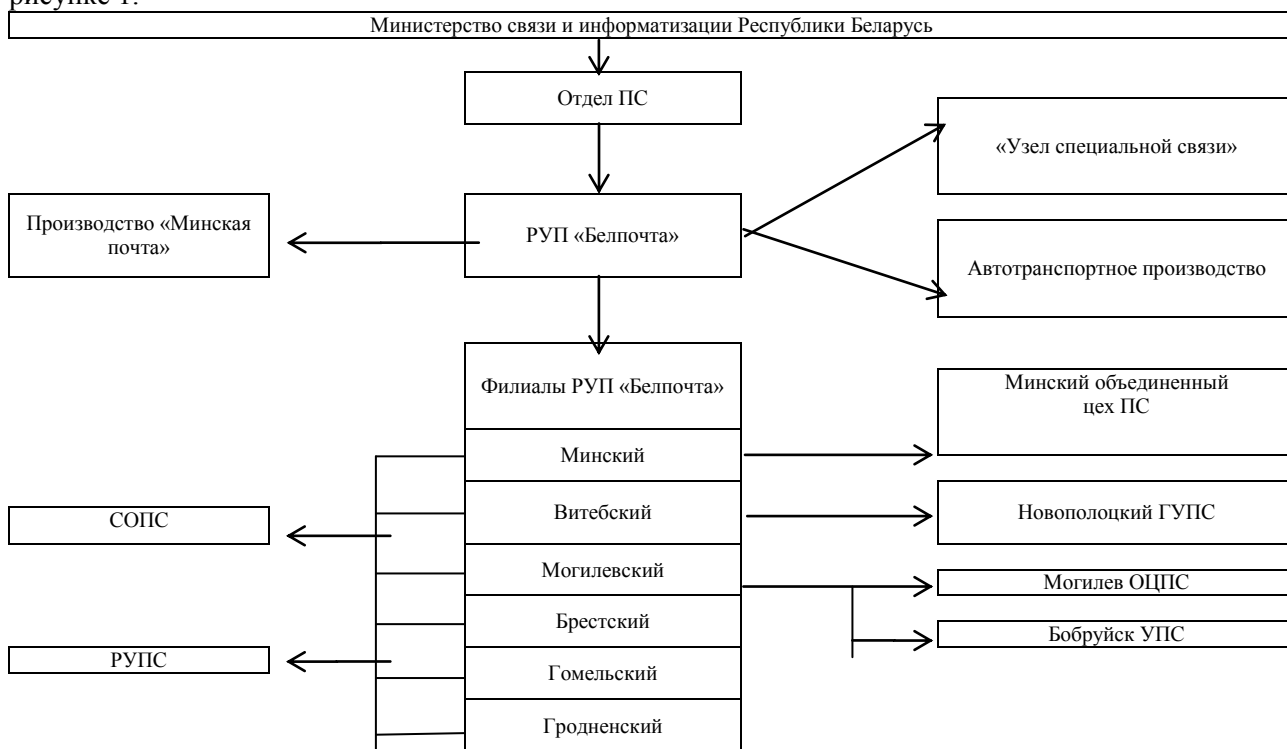 рисунке 1.
Министерство связи и информатизации Республики Беларусь
Отдел ПС
«Узел специальной связи»
Производство «Минская
почта»
РУП «Белпочта»
Автотранспортное производство
Филиалы РУП «Белпочта»
Минский объединенный
цех ПС
Минский
СОПС
Витебский
Новополоцкий ГУПС
Могилевский
Могилев ОЦПС
Брестский
Бобруйск УПС
РУПС
Гомельский
Гродненский